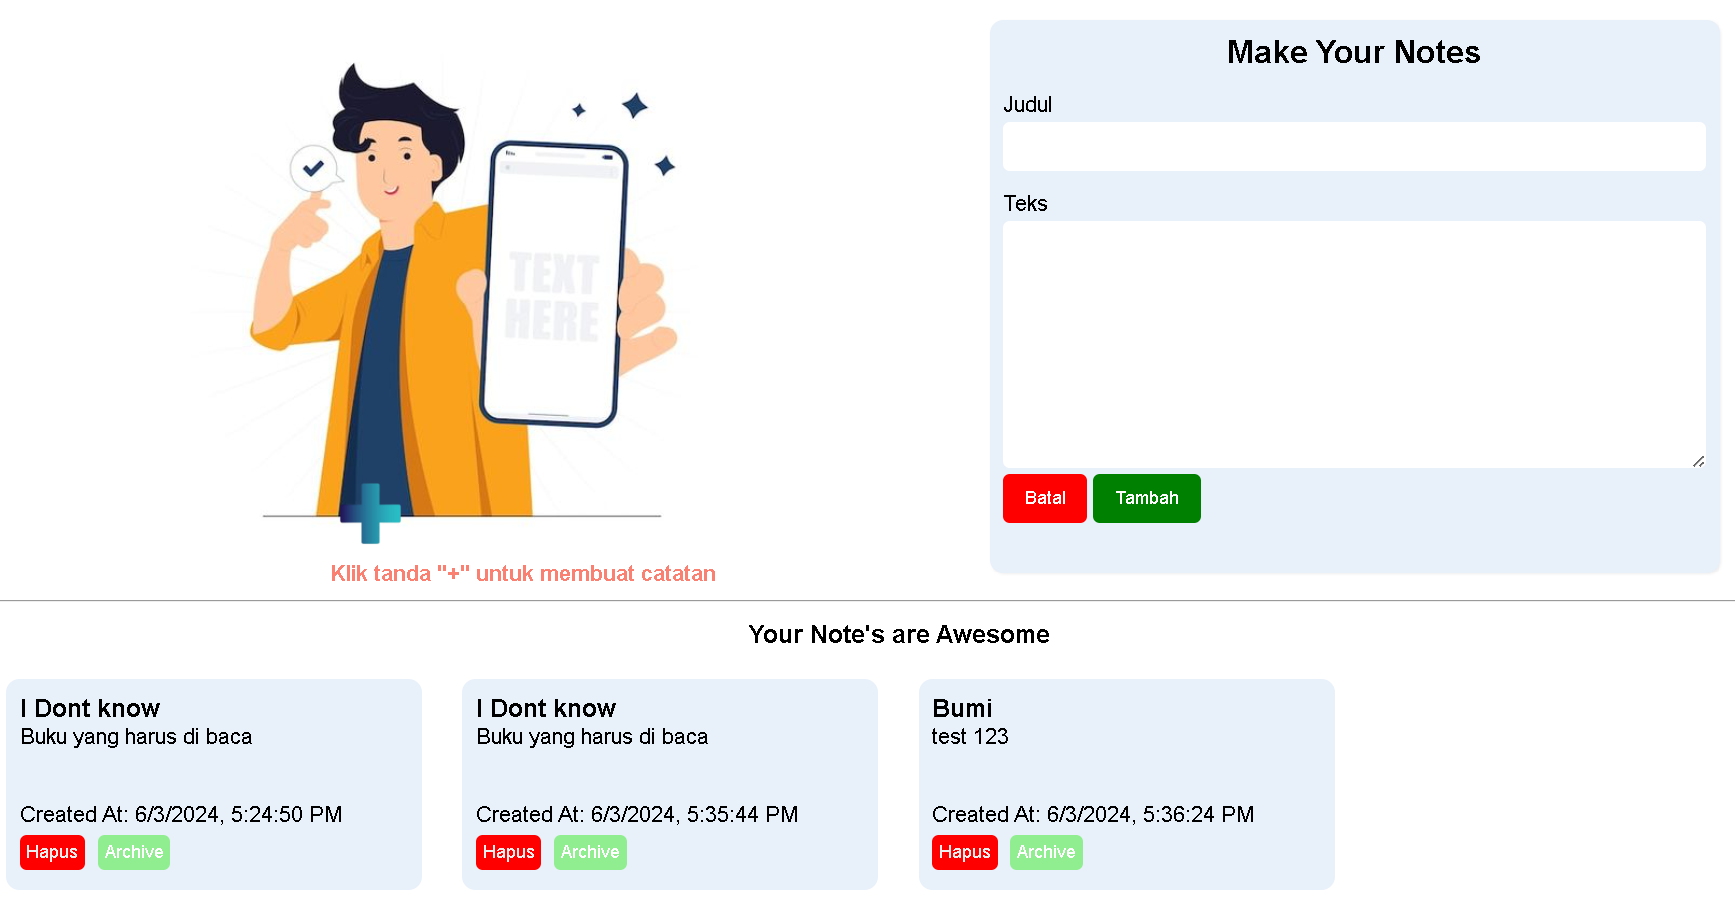 TEXT
HERE
Klik tanda "+" untuk membuat catatan
Make Your Notes
Judul
Teks
Batal Tambah
Your Note's are Awesome
I Dont know
Buku yang harus di baca
Created At: 6/3/2024, 5:24:50 PM
Hapus Archive
I Dont know
Buku yang harus di baca
Created At: 6/3/2024, 5:35:44 PM
Hapus Archive
Bumi
test 123
Created At: 6/3/2024, 5:36:24 PM
Hapus Archive